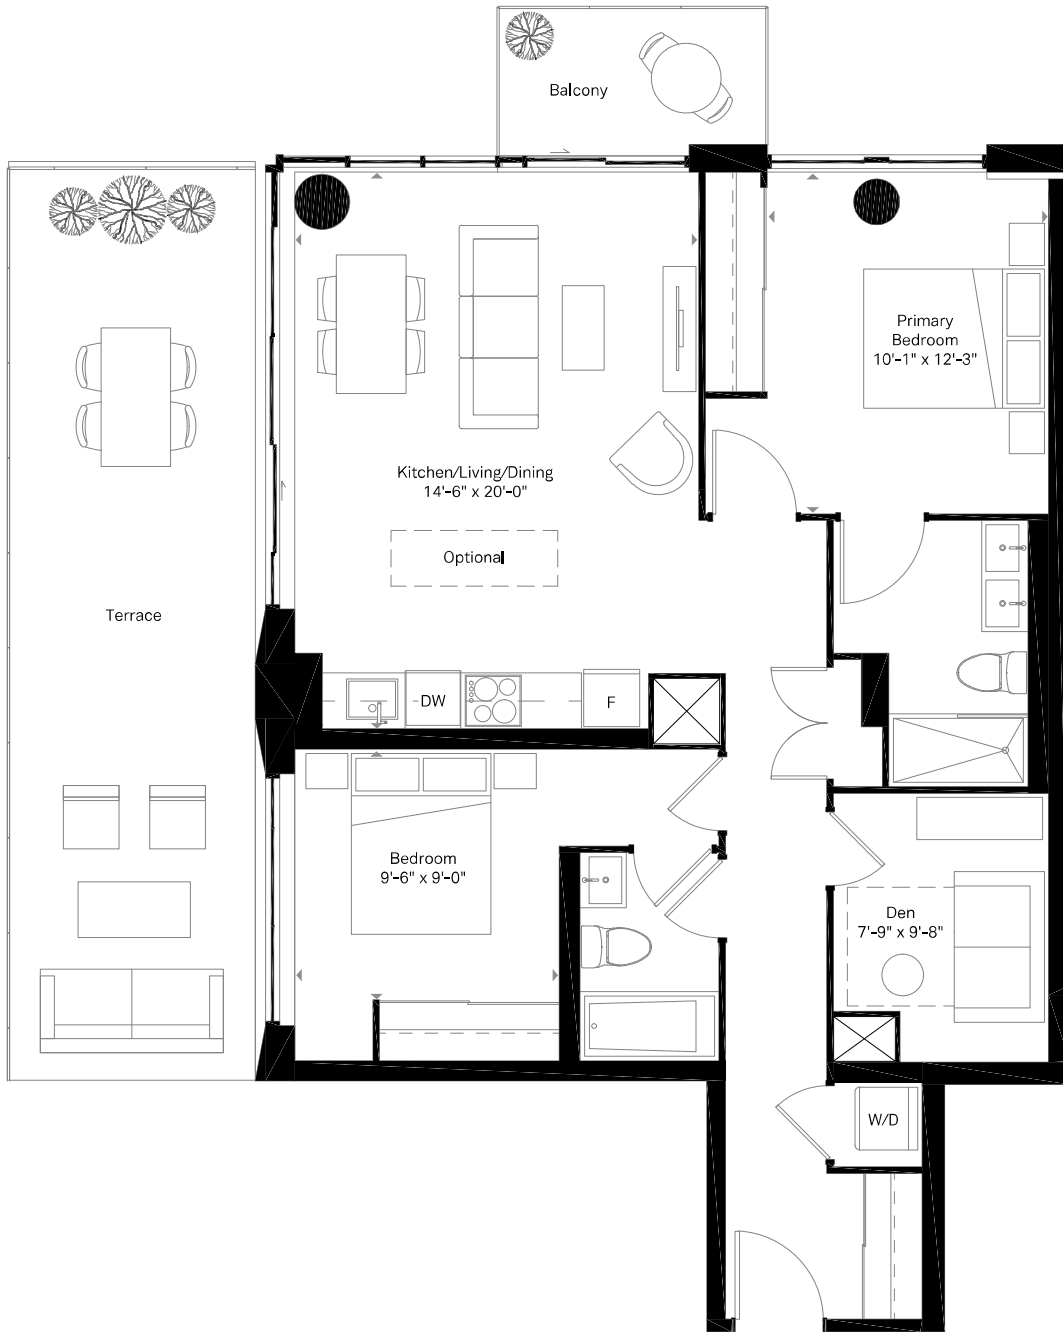 Balcony
Primary
Bedroom
10'-1" x 12'-3"
Kitchen/Living/Dining
14'-6" x 20'-0"
Optional
Terrace
DW
F
Bedroom
9'-6" x 9'-0"
Den
7'-9" x 9'-8"
W/D